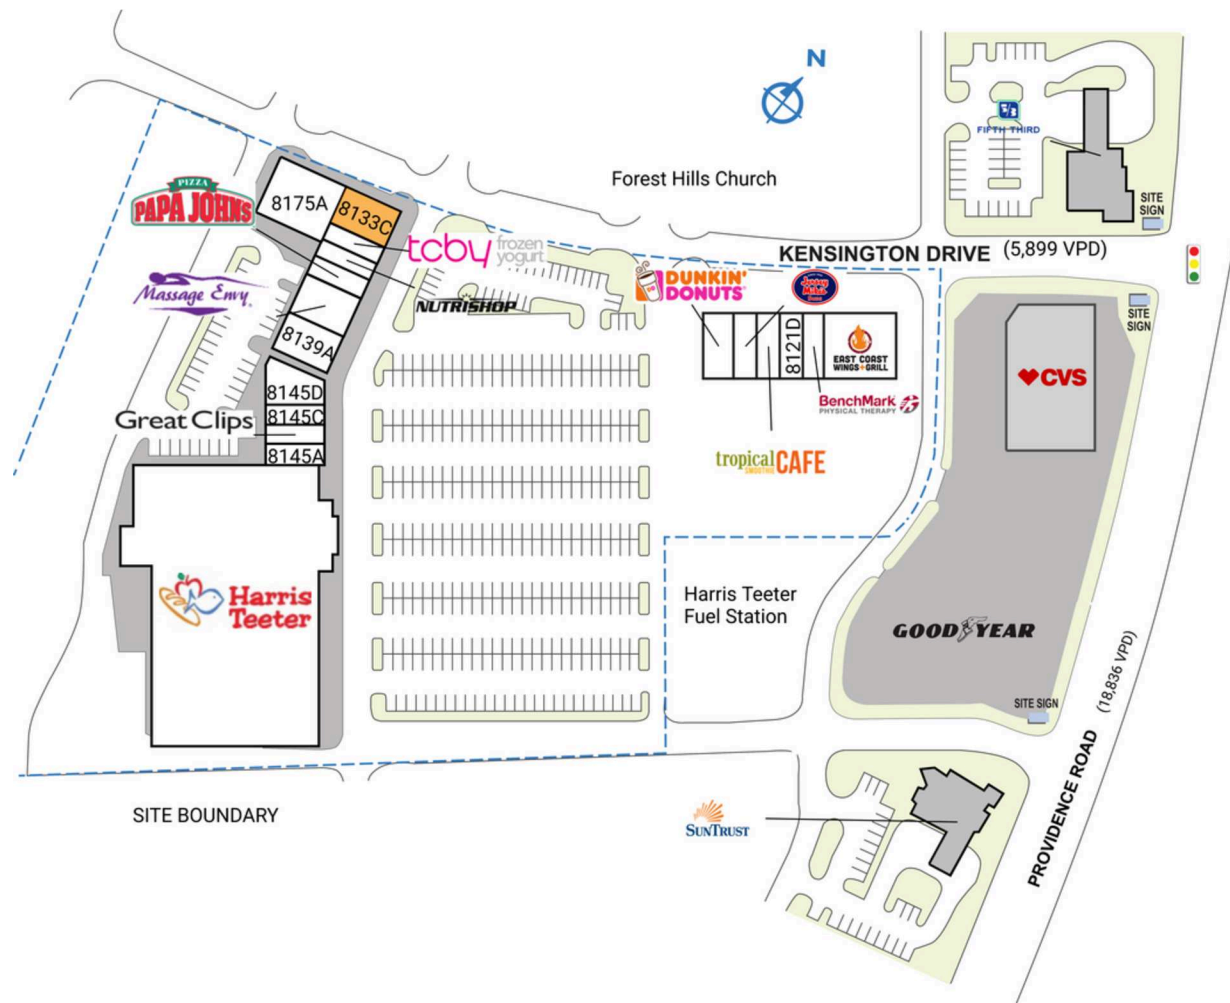 N
FIFTH THIRD
Forest Hills Church
SITE
SIGN
KENSINGTON DRIVE (5,899 VPD)
PIZZA
PAPA JOHNS
8175A
8133C
tcby frozen
yogurt
Massage Envy
NUTRISHOP
8139A
DUNKIN'
DONUTS
DD
Jersey
Mike's
Subs
8121D
EAST COAST
WINGS+GRILL
SITE
SIGN
CVS
BenchMark
PHYSICAL THERAPY
8145D
8145C
Great Clips
8145A
tropical
SMOOTHIE
CAFE
Harris
Teeter
Harris Teeter
Fuel Station
GOODYEAR
SITE SIGN
PROVIDENCE ROAD (18,836 VPD)
SITE BOUNDARY
SUNTRUST